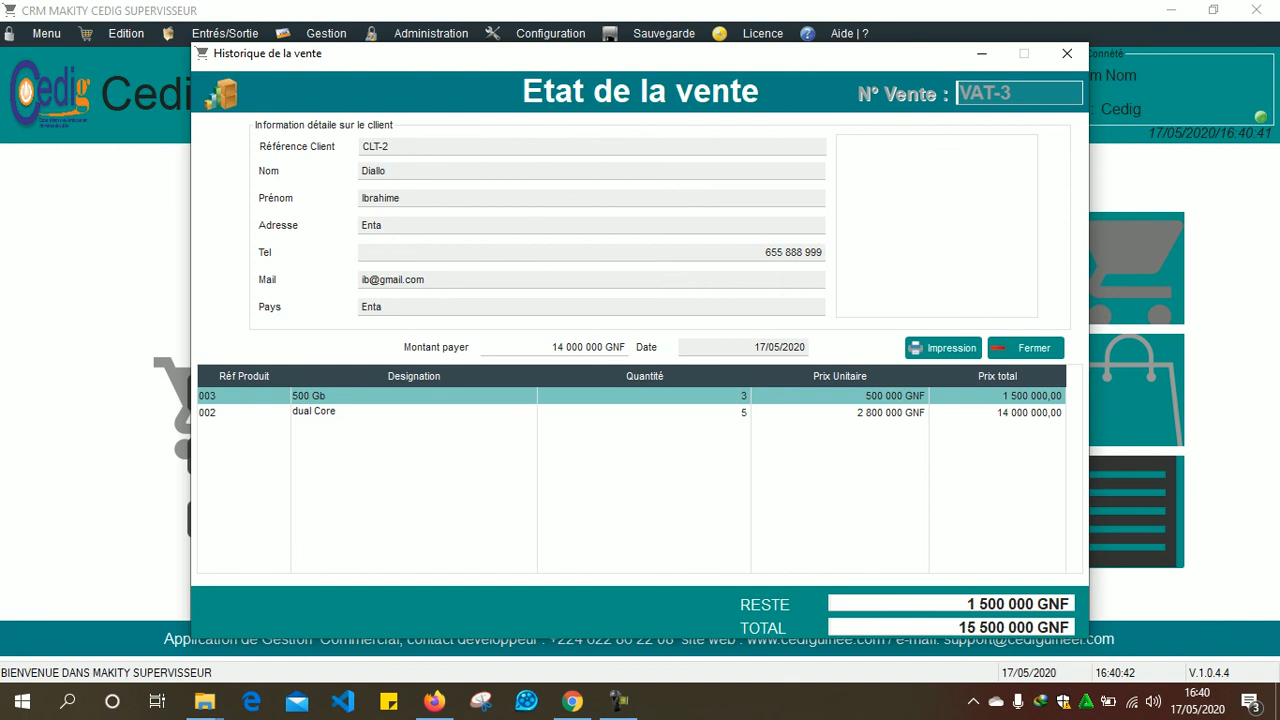 CRM MAKITY CEDIG SUPERVISSEUR
Menu Edition Entrés/Sortie Gestion Administration Configuration Sauvegarde Licence Aide | ?
Historique de la vente
Connété
Etat de la vente
N° Vente : VAT-3
m Nom
Cedig
Cedi
: Cedig
17/05/2020/16:40:41
Information détaile sur le cllient
Référence Client CLT-2
Nom Diallo
Prénom Ibrahime
Adresse Enta
Tel 655 888 999
Mail ib@gmail.com
Pays Enta
Montant payer 14 000 000 GNF Date 17/05/2020 Impression Fermer
Réf Produit Designation Quantité Prix Unitaire Prix total
003 500 Gb 3 500 000 GNF 1 500 000,00
002 dual Core 5 2 800 000 GNF 14 000 000,00
RESTE 1 500 000 GNF
TOTAL 15 500 000 GNF
BIENVENUE DANS MAKITY SUPERVISSEUR 17/05/2020 16:40:42 V.1.0.4.4
16:40
17/05/2020
3